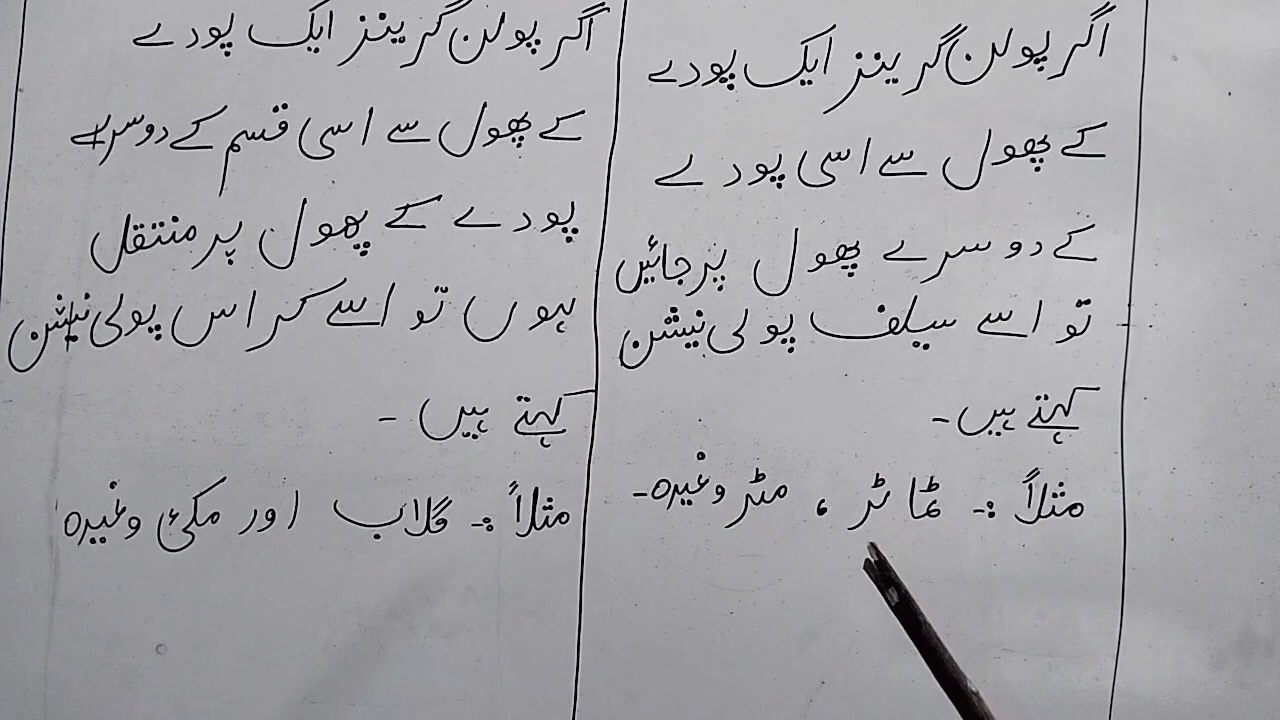 اگر پولن گرینز ایک پودے
کے پھول سے اسی پودے
کے دوسرے پھول پر جائیں
تو اسے سیلف پولی نیشن
کہتے ہیں ۔
مثلاً :۔ ٹماٹر ، مٹر وغیرہ ۔
اگر پولن گرینز ایک پودے
کے پھول سے اسی قسم کے دوسرے
پودے کے پھول پر منتقل
ہوں تو اسے کراس پولی نیشن
کہتے ہیں ۔
مثلاً :۔ گلاب اور مکئی وغیرہ